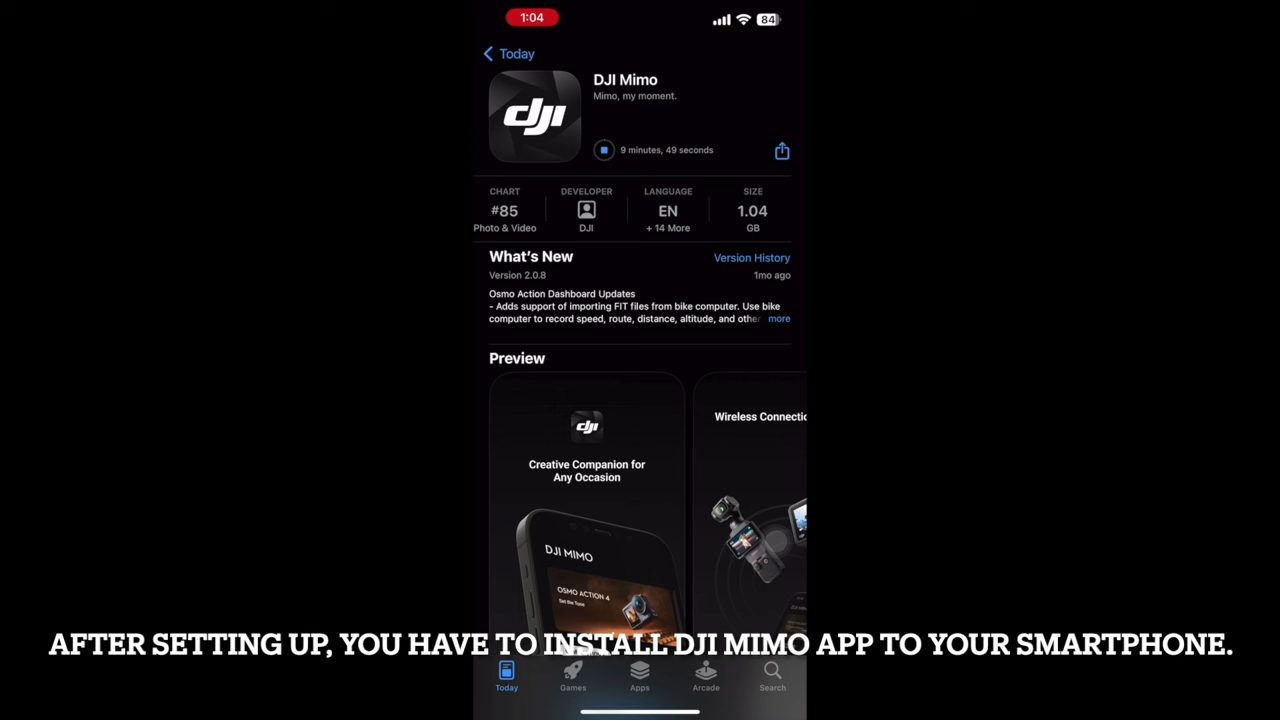 1:04
84
Today
DJI Mimo
Mimo, my moment.
dji
9 minutes, 49 seconds
CHART
DEVELOPER
LANGUAGE
SIZE
#85
EN
1.04
Photo & Video
DJI
+ 14 More
GB
What's New
Version History
Version 2.0.8
1mo ago
Osmo Action Dashboard Updates
- Adds support of importing FIT files from bike computer. Use bike
computer to record speed, route, distance, altitude, and other
more
Preview
dji
Creative Companion for
Any Occasion
Wireless Connectio
DJI MIMO
OSMO ACTION 4
Set the Tone
AFTER SETTING UP, YOU HAVE TO INSTALL DJI MIMO APP TO YOUR SMARTPHONE.
Today
Games
Apps
Arcade
Search